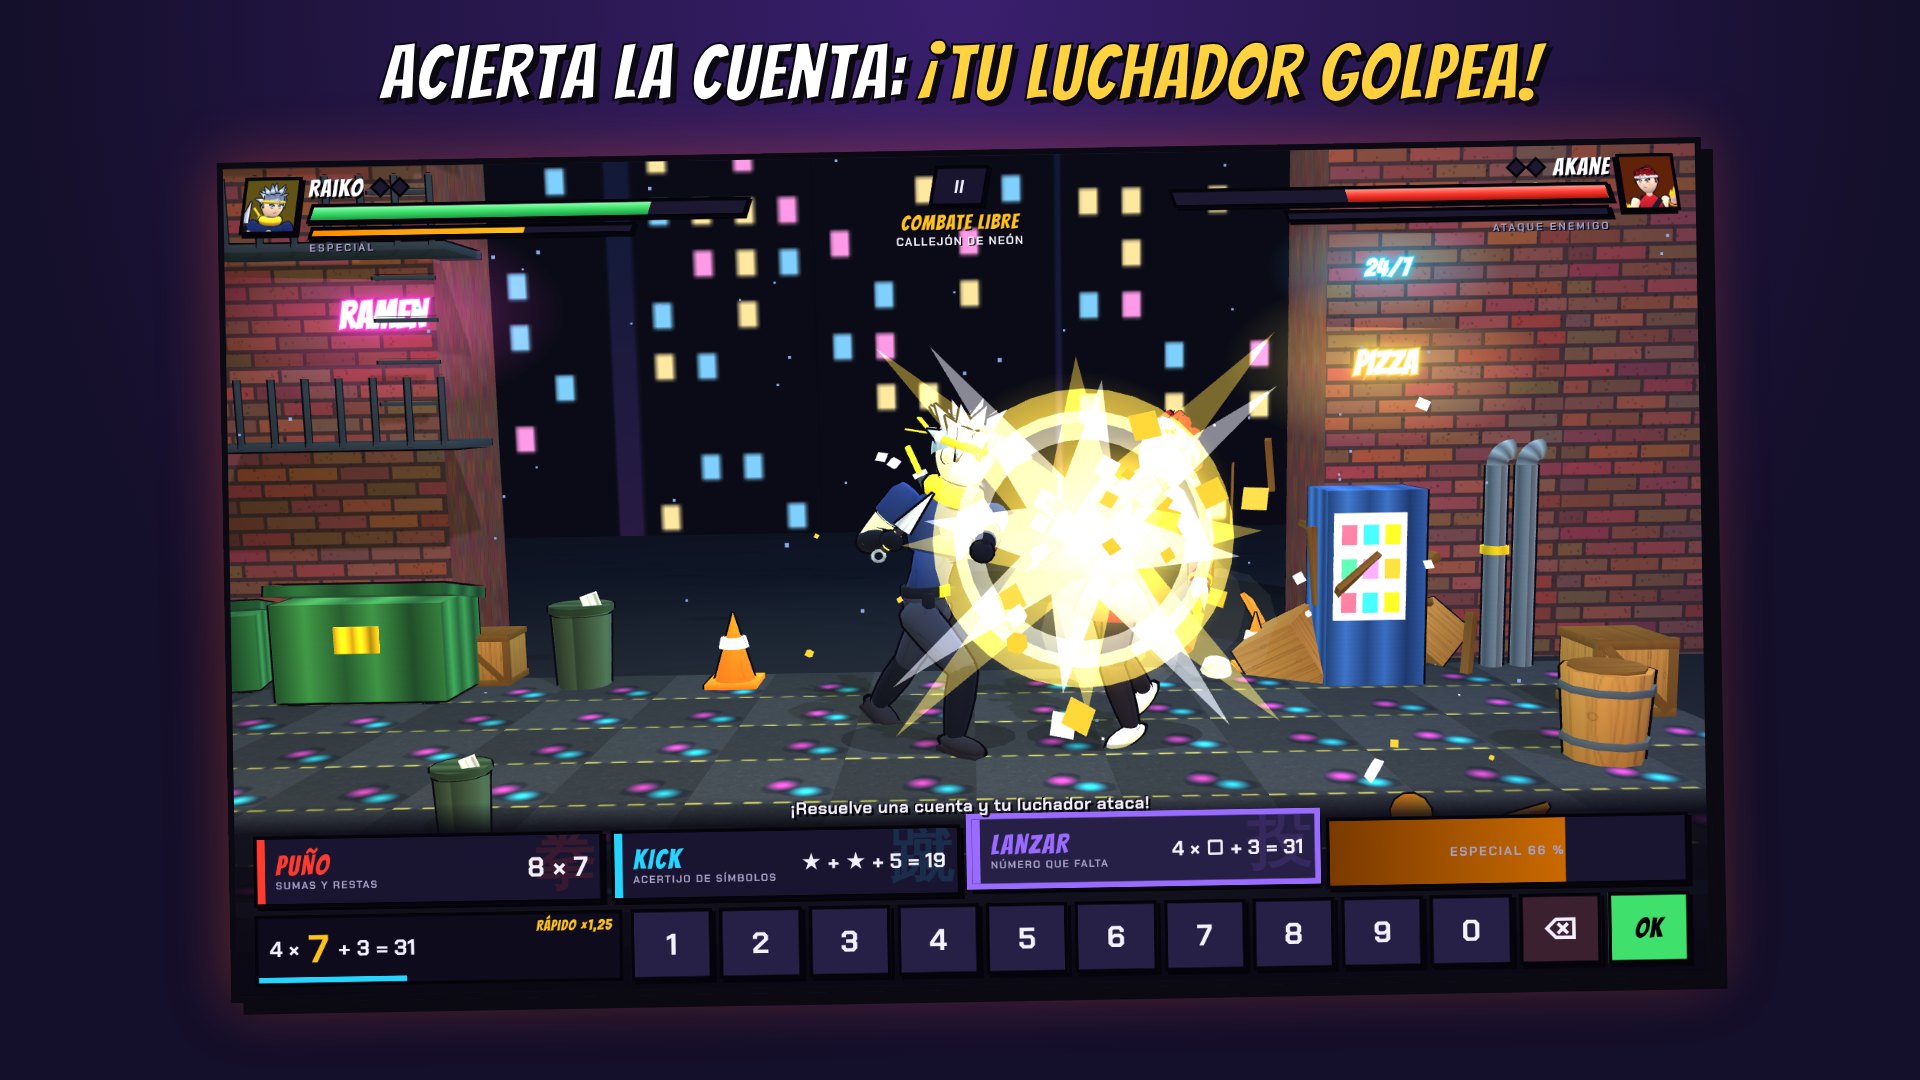 ACIERTA LA CUENTA: ¡TU LUCHADOR GOLPEA!
RAIKO
AKANE
COMBATE LIBRE
CALLEJÓN DE NEÓN
ESPECIAL
ATAQUE ENEMIGO
24/7
RAMEN
PIZZA
¡Resuelve una cuenta y tu luchador ataca!
PUÑO
SUMAS Y RESTAS
8 × 7
拳
KICK
ACERTIJO DE SÍMBOLOS
★ + ★ + 5 = 19
蹴
LANZAR
NÚMERO QUE FALTA
4 × □ + 3 = 31
投
ESPECIAL 66 %
RÁPIDO ×1,25
4 × 7 + 3 = 31
1 2 3 4 5 6 7 8 9 0 OK